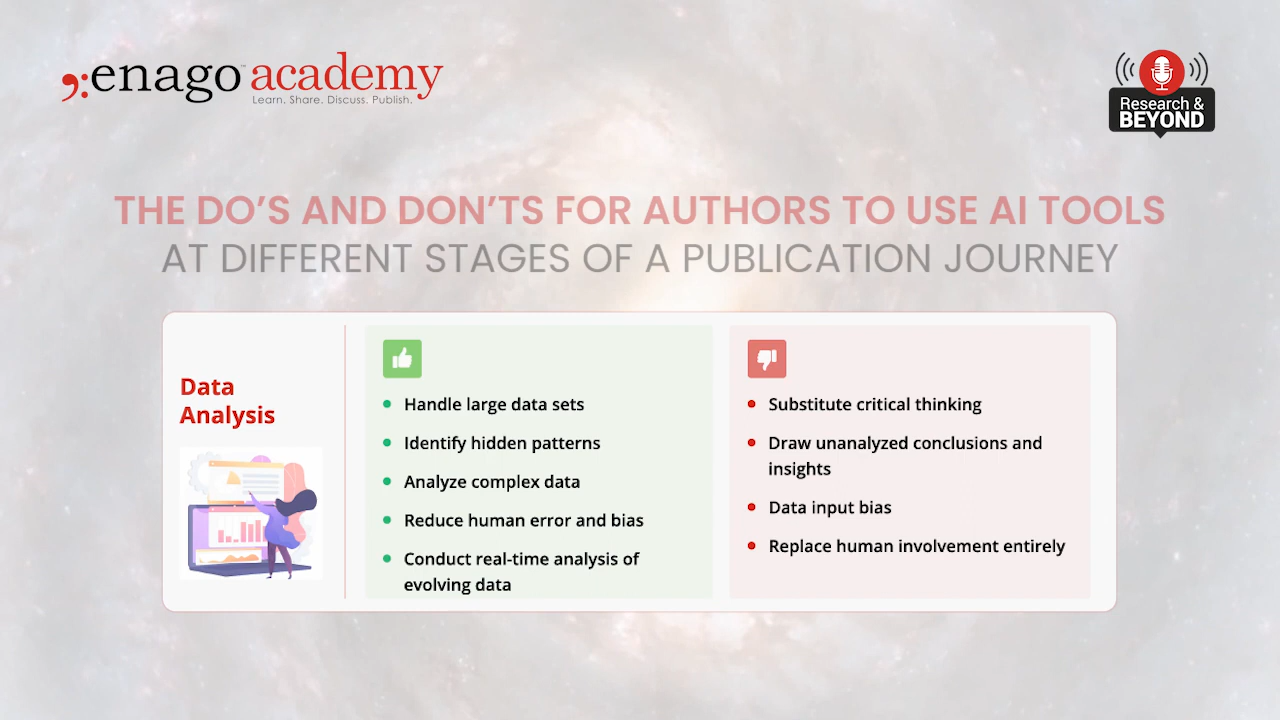 enago™ academy
Learn. Share. Discuss. Publish.
Research &
BEYOND
THE DO’S AND DON’TS FOR AUTHORS TO USE AI TOOLS
AT DIFFERENT STAGES OF A PUBLICATION JOURNEY
Data
Analysis
Handle large data sets
Identify hidden patterns
Analyze complex data
Reduce human error and bias
Conduct real-time analysis of
evolving data
Substitute critical thinking
Draw unanalyzed conclusions and
insights
Data input bias
Replace human involvement entirely